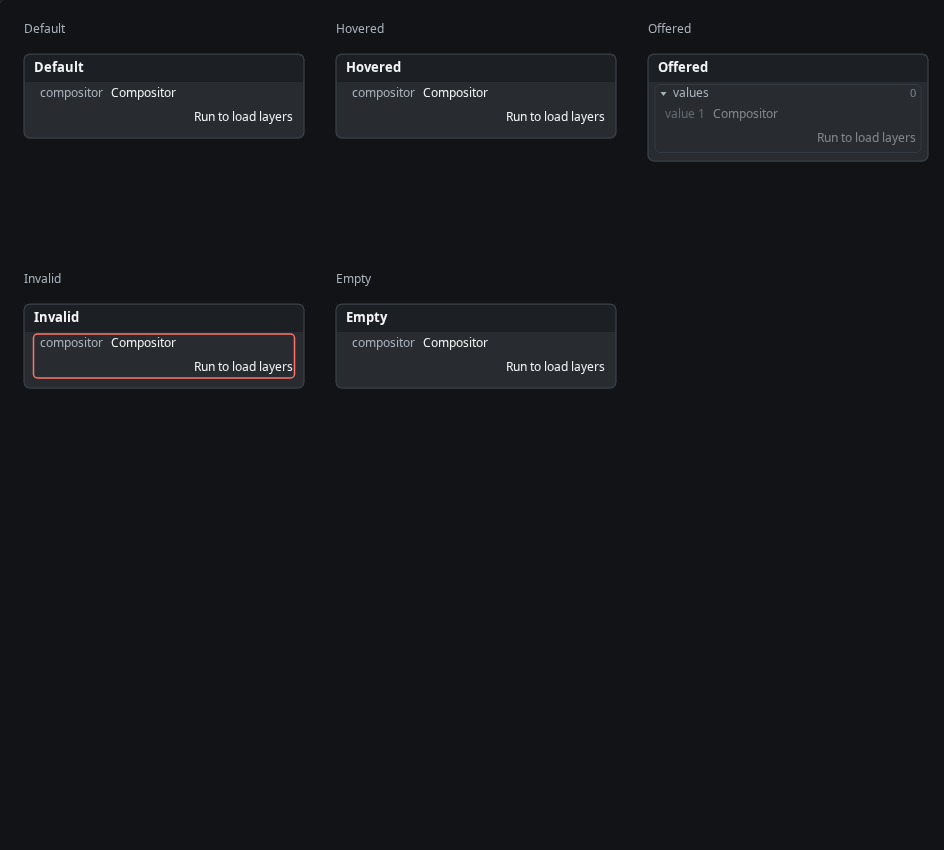 Default
Hovered
Offered
Default
Hovered
Offered
compositor Compositor
compositor Compositor
values 0
Run to load layers
Run to load layers
value 1 Compositor
Run to load layers
Invalid
Empty
Invalid
Empty
compositor Compositor
compositor Compositor
Run to load layers
Run to load layers